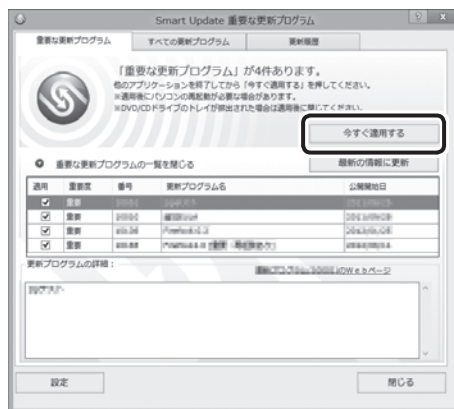 Smart Update 重要な更新プログラム
重要な更新プログラム
すべての更新プログラム
更新履歴
「重要な更新プログラム」が4件あります。
他のアプリケーションを終了してから「今すぐ適用する」を押してください。
※適用後にパソコンの再起動が必要な場合があります。
※DVD/CDドライブのトレイが排出された場合は適用後に閉じてください。
今すぐ適用する
重要な更新プログラムの一覧を閉じる
最新の情報に更新
適用 重要度 番号 更新プログラム名 公開開始日
重要
重要
重要
重要
更新プログラムの詳細：
のWebページ
設定
閉じる